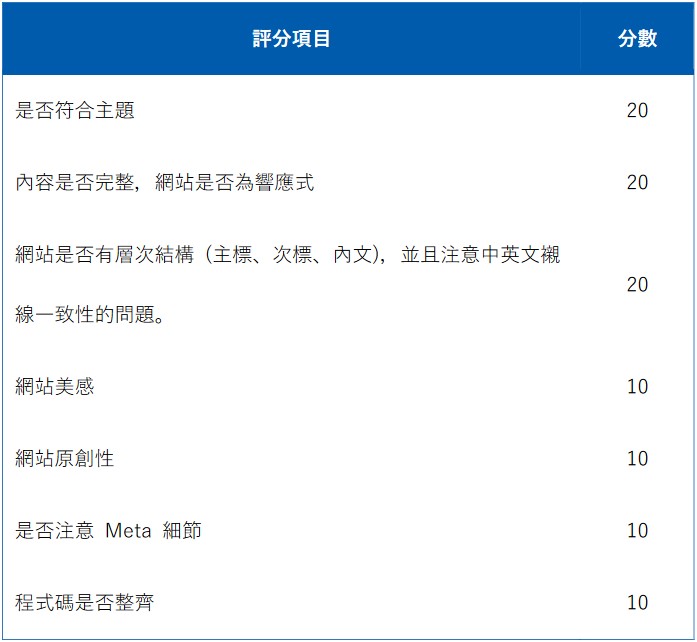 評分項目 分數
是否符合主題 20
內容是否完整，網站是否為響應式 20
網站是否有層次結構（主標、次標、內文），並且注意中英文襯
線一致性的問題。 20
網站美感 10
網站原創性 10
是否注意 Meta 細節 10
程式碼是否整齊 10